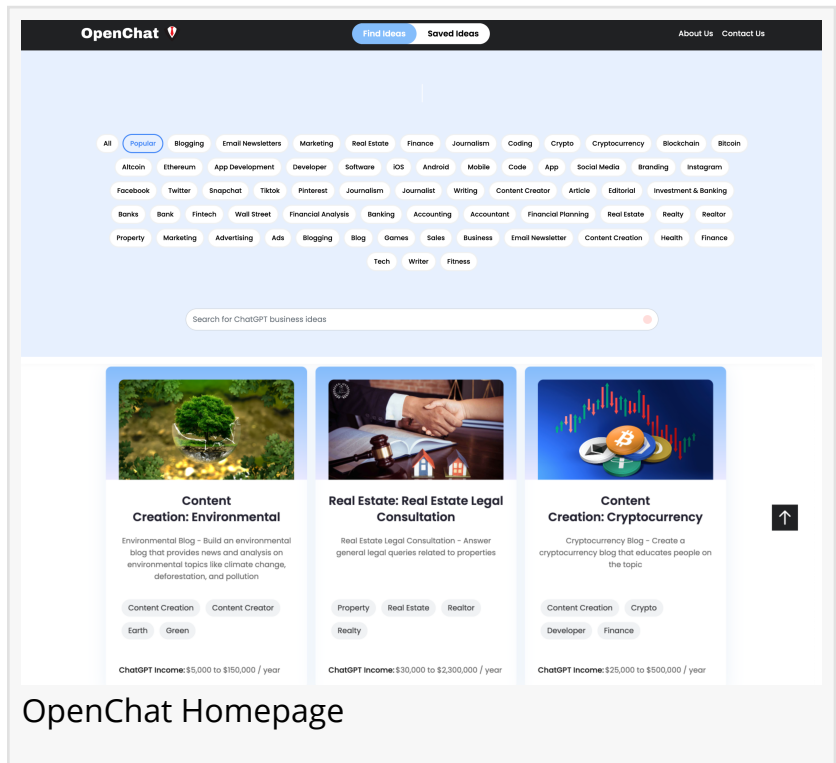 OpenChat Find Ideas Saved Ideas About Us Contact Us
All Popular Blogging Email Newsletters Marketing Real Estate Finance Journalism Coding Crypto Cryptocurrency Blockchain Bitcoin
Altcoin Ethereum App Development Developer Software iOS Android Mobile Code App Social Media Branding Instagram
Facebook Twitter Snapchat Tiktok Pinterest Journalism Journalist Writing Content Creator Article Editorial Investment & Banking
Banks Bank Fintech Wall Street Financial Analysis Banking Accounting Accountant Financial Planning Real Estate Realty Realtor
Property Marketing Advertising Ads Blogging Blog Games Sales Business Email Newsletter Content Creation Health Finance
Tech Writer Fitness
Search for ChatGPT business ideas
Content
Creation: Environmental
Environmental Blog - Build an environmental
blog that provides news and analysis on
environmental topics like climate change,
deforestation, and pollution
Content Creation Content Creator
Earth Green
ChatGPT Income: $5,000 to $150,000 / year
Real Estate: Real Estate Legal
Consultation
Real Estate Legal Consultation - Answer
general legal queries related to properties
Property Real Estate Realtor
Realty
ChatGPT Income: $30,000 to $2,300,000 / year
Content
Creation: Cryptocurrency
Cryptocurrency Blog - Create a
cryptocurrency blog that educates people on
the topic
Content Creation Crypto
Developer Finance
ChatGPT Income: $25,000 to $500,000 / year
OpenChat Homepage